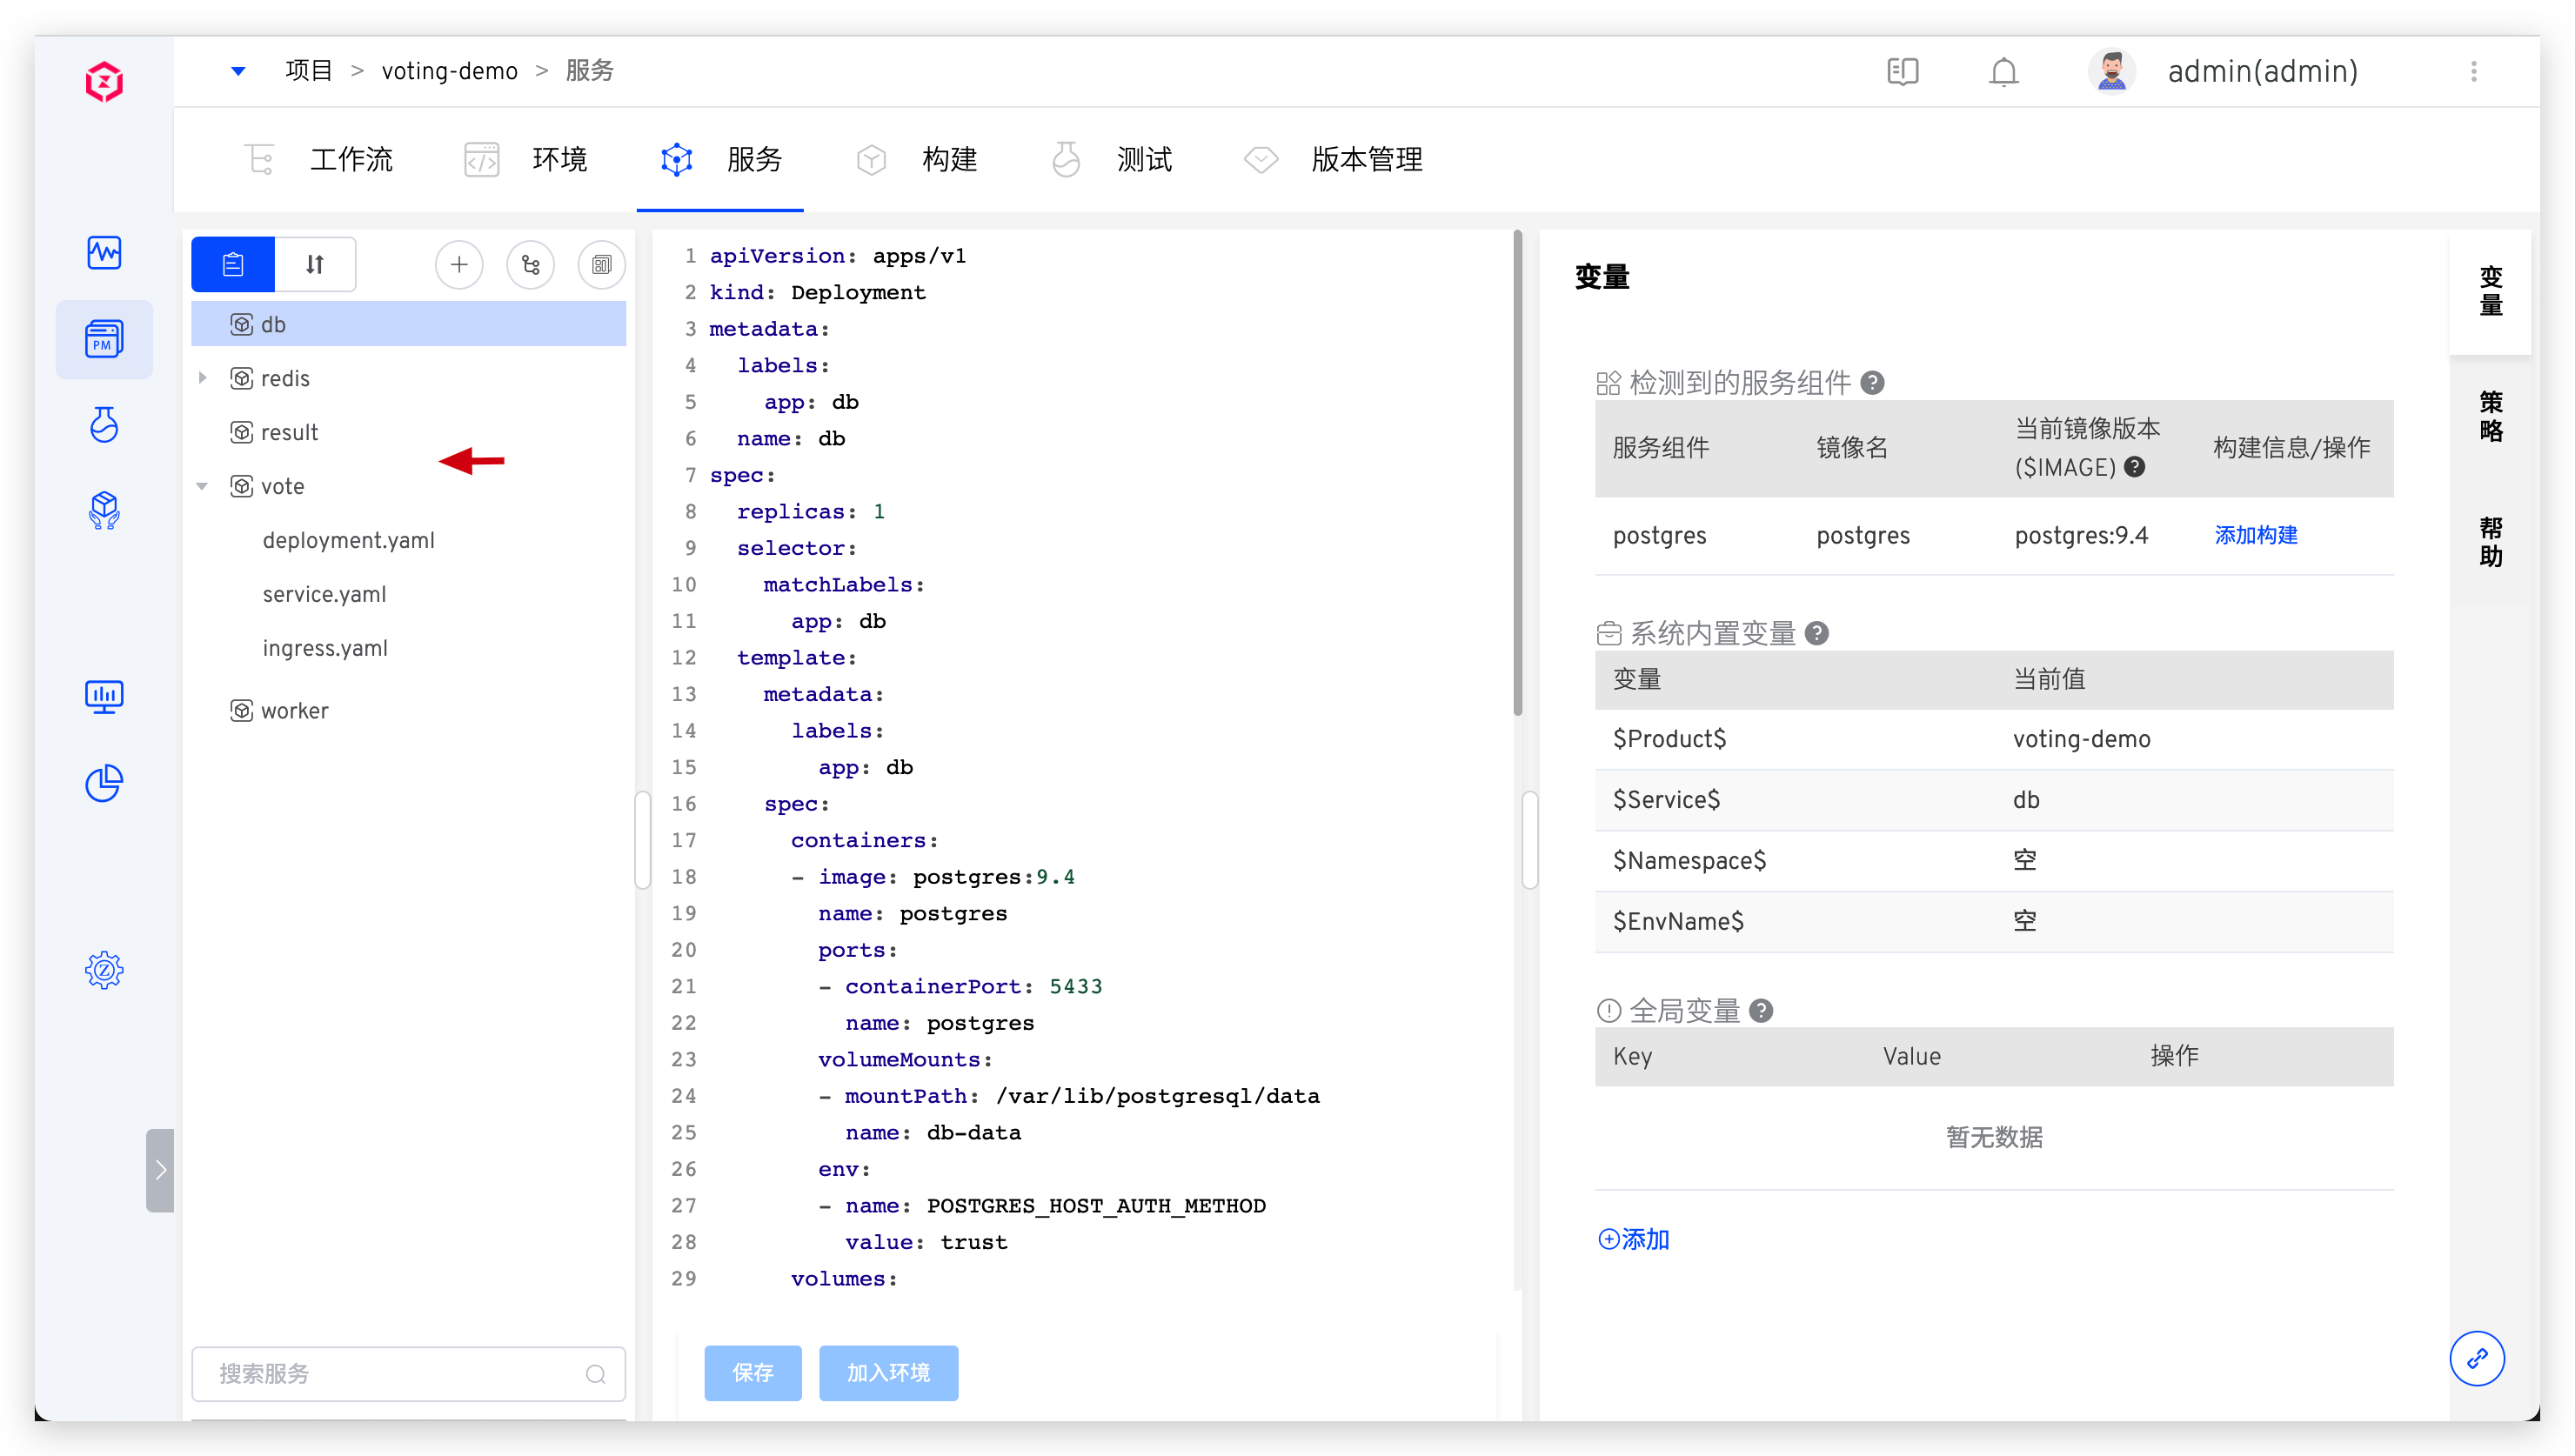 项目 > voting-demo > 服务
admin(admin)
工作流
环境
服务
构建
测试
版本管理
PM
db
redis
result
vote
deployment.yaml
service.yaml
ingress.yaml
worker
搜索服务
1 apiVersion: apps/v1
2 kind: Deployment
3 metadata:
4 labels:
5 app: db
6 name: db
7 spec:
8 replicas: 1
9 selector:
10 matchLabels:
11 app: db
12 template:
13 metadata:
14 labels:
15 app: db
16 spec:
17 containers:
18 - image: postgres:9.4
19 name: postgres
20 ports:
21 - containerPort: 5433
22 name: postgres
23 volumeMounts:
24 - mountPath: /var/lib/postgresql/data
25 name: db-data
26 env:
27 - name: POSTGRES_HOST_AUTH_METHOD
28 value: trust
29 volumes:
保存
加入环境
变量
检测到的服务组件
服务组件 镜像名 当前镜像版本 ($IMAGE) 构建信息/操作
postgres postgres postgres:9.4 添加构建
系统内置变量
变量 当前值
$Product$ voting-demo
$Service$ db
$Namespace$ 空
$EnvName$ 空
全局变量
Key Value 操作
暂无数据
添加
变量
策略
帮助